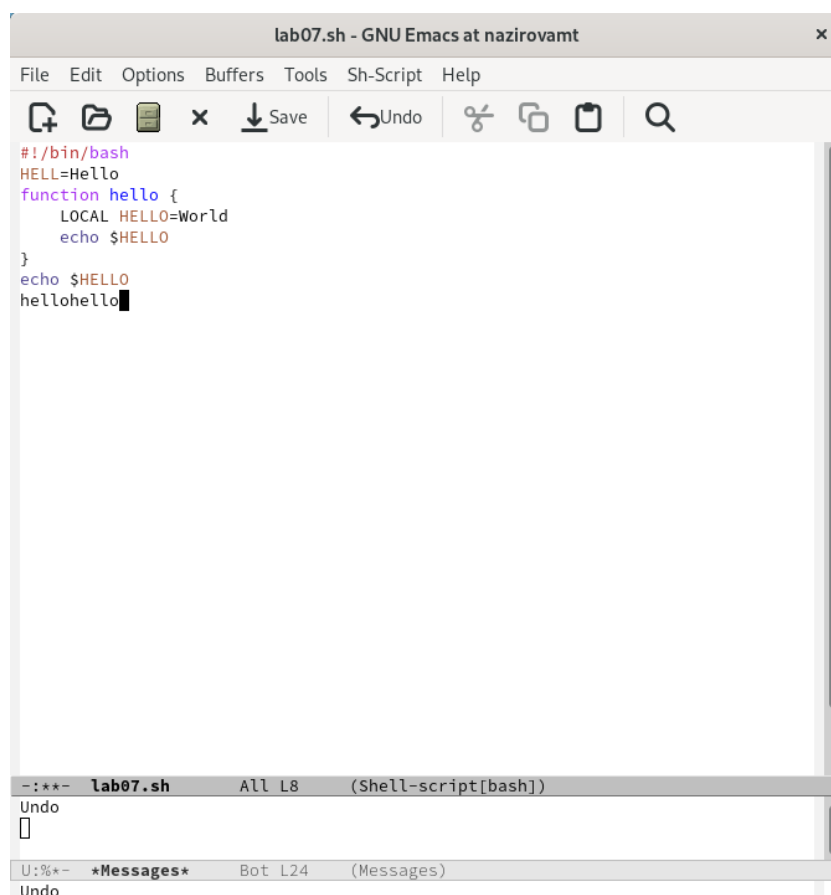 lab07.sh - GNU Emacs at nazirovamt ×
File Edit Options Buffers Tools Sh-Script Help
Save Undo
#!/bin/bash
HELL=Hello
function hello {
    LOCAL HELLO=World
    echo $HELLO
}
echo $HELLO
hellohello
-:**- lab07.sh All L8 (Shell-script[bash])
Undo
U:%*- *Messages* Bot L24 (Messages)
Undo